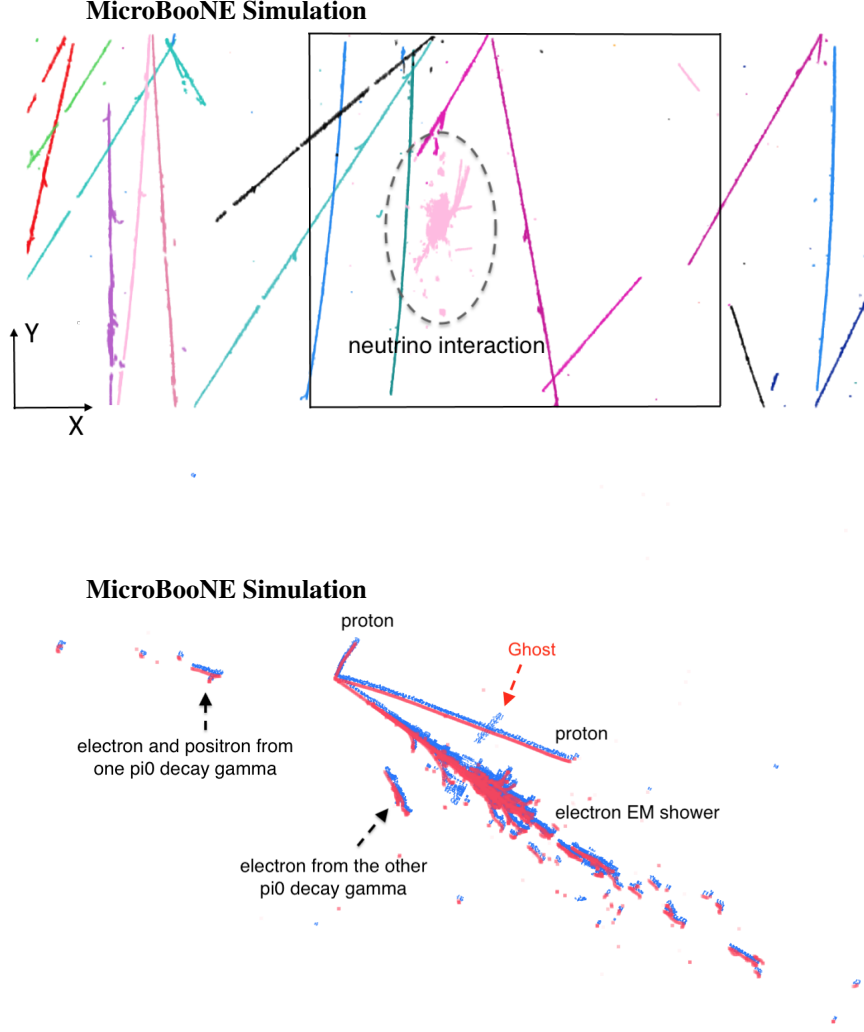 MicroBooNE Simulation
neutrino interaction
Y
X
MicroBooNE Simulation
proton
Ghost
proton
electron and positron from
one pi0 decay gamma
electron EM shower
electron from the other
pi0 decay gamma